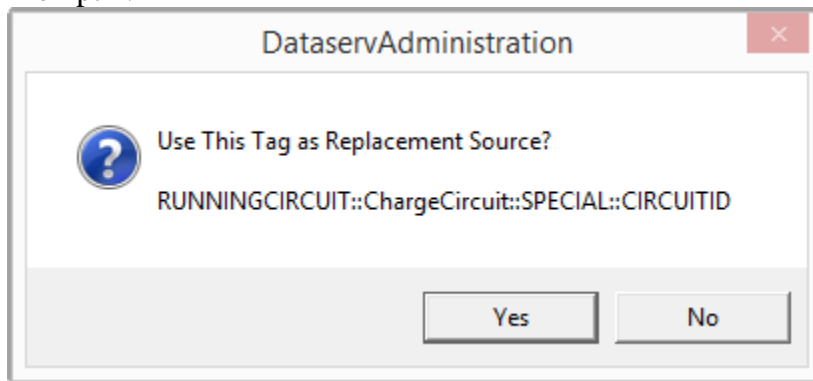 DataservAdministration
Use This Tag as Replacement Source?
RUNNINGCIRCUIT::ChargeCircuit::SPECIAL::CIRCUITID
Yes
No